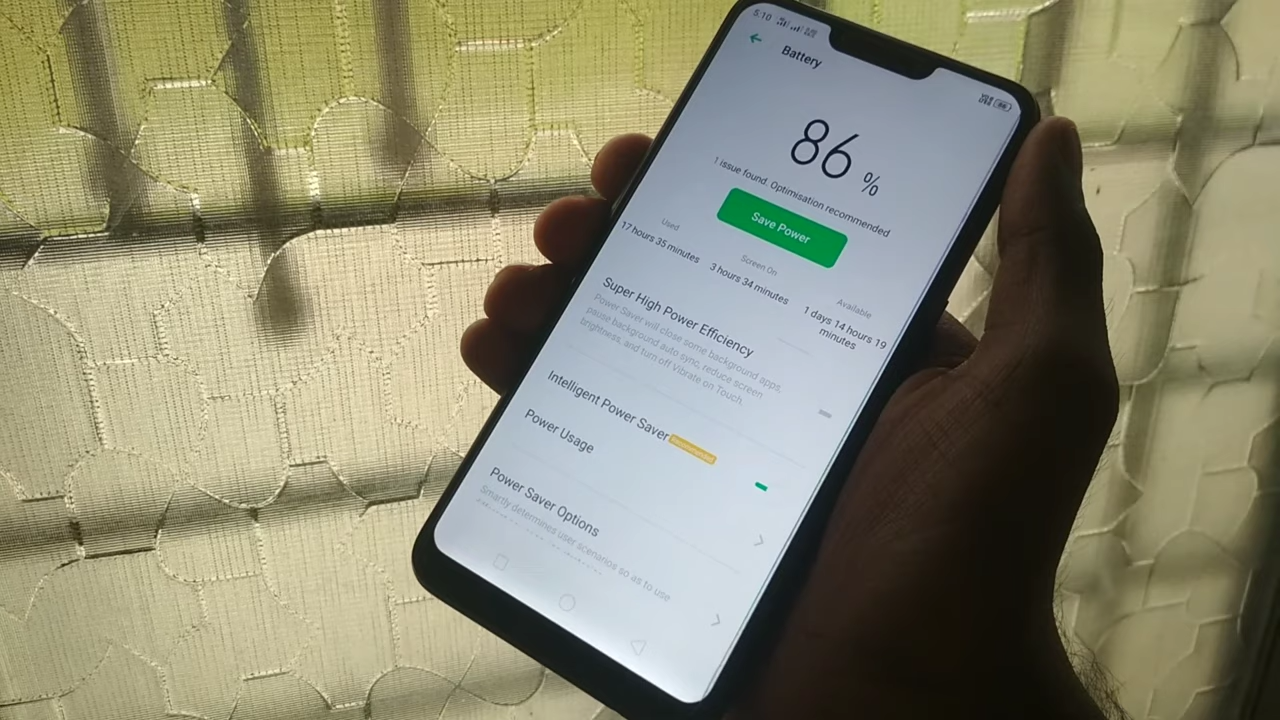 5:10
Battery
86 %
1 issue found. Optimisation recommended
Save Power
Used
17 hours 35 minutes
Screen On
3 hours 34 minutes
Available
1 days 14 hours 19
minutes
Super High Power Efficiency
Power Saver will close some background apps,
pause background auto sync, reduce screen
brightness, and turn off Vibrate on Touch.
Intelligent Power Saver Recommended
Power Usage
Power Saver Options
Smartly determines user scenarios so as to use